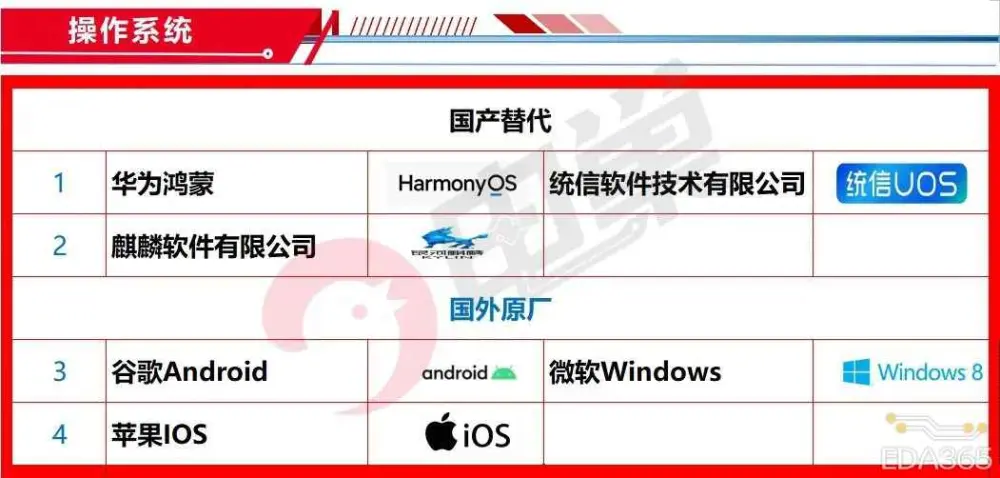 操作系统
国产替代
1 华为鸿蒙 HarmonyOS 统信软件技术有限公司 统信UOS
2 麒麟软件有限公司 银河麒麟 KYLIN
国外原厂
3 谷歌Android android 微软Windows Windows 8
4 苹果IOS iOS
EDA365